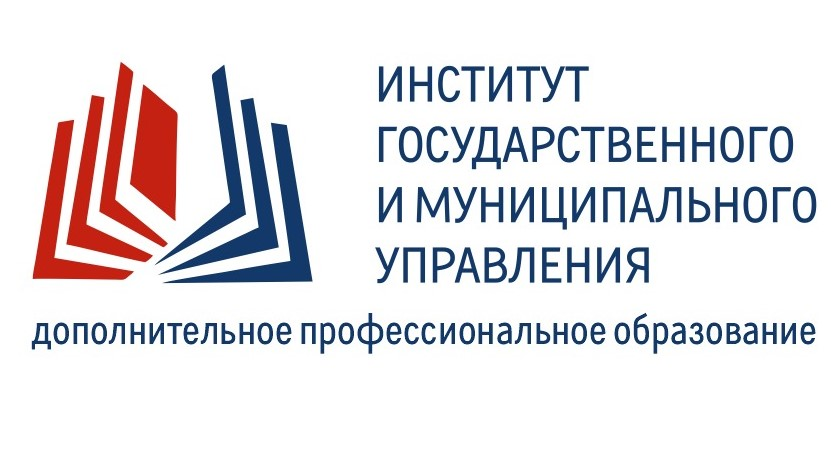 ИНСТИТУТ
ГОСУДАРСТВЕННОГО
И МУНИЦИПАЛЬНОГО
УПРАВЛЕНИЯ
дополнительное профессиональное образование